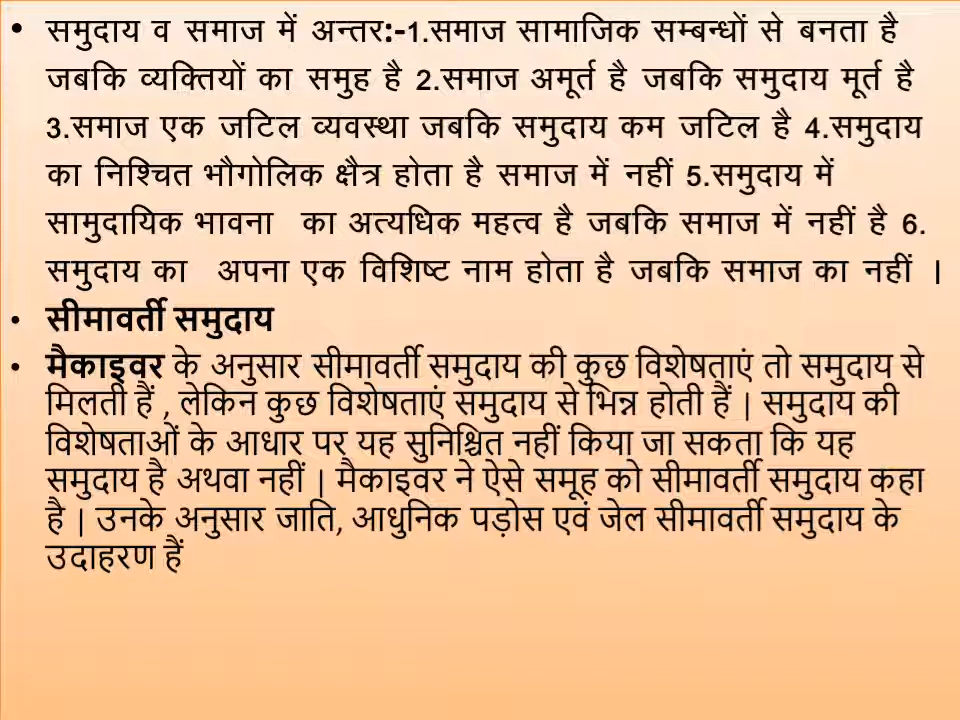 • समुदाय व समाज में अन्तर:-1.समाज सामाजिक सम्बन्धों से बनता है
जबकि व्यक्तियों का समुह है 2.समाज अमूर्त है जबकि समुदाय मूर्त है
3.समाज एक जटिल व्यवस्था जबकि समुदाय कम जटिल है 4.समुदाय
का निश्चित भौगोलिक क्षैत्र होता है समाज में नहीं 5.समुदाय में
सामुदायिक भावना का अत्यधिक महत्व है जबकि समाज में नहीं है 6.
समुदाय का अपना एक विशिष्ट नाम होता है जबकि समाज का नहीं ।
• सीमावर्ती समुदाय
• मैकाइवर के अनुसार सीमावर्ती समुदाय की कुछ विशेषताएं तो समुदाय से
मिलती हैं , लेकिन कुछ विशेषताएं समुदाय से भिन्न होती हैं | समुदाय की
विशेषताओं के आधार पर यह सुनिश्चित नहीं किया जा सकता कि यह
समुदाय है अथवा नहीं | मैकाइवर ने ऐसे समूह को सीमावर्ती समुदाय कहा
है | उनके अनुसार जाति, आधुनिक पड़ोस एवं जेल सीमावर्ती समुदाय के
उदाहरण हैं